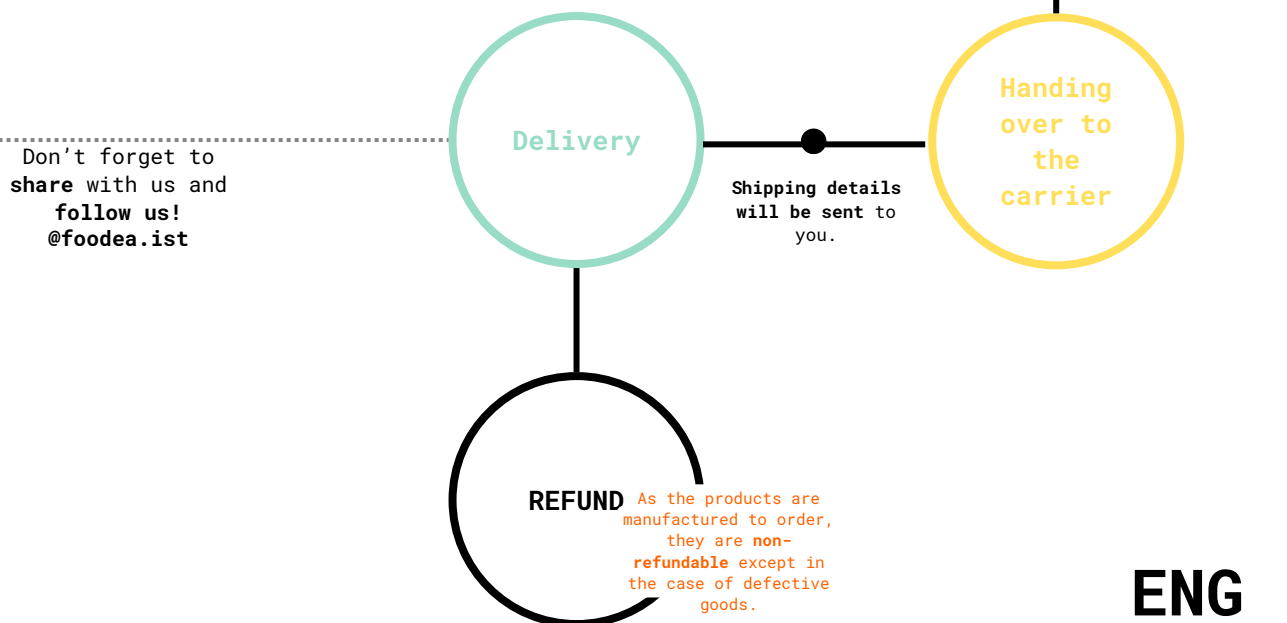 Don’t forget to
share with us and
follow us!
@foodea.ist
Delivery
Shipping details
will be sent to
you.
Handing
over to
the
carrier
REFUND
As the products are
manufactured to order,
they are non-
refundable except in
the case of defective
goods.
ENG